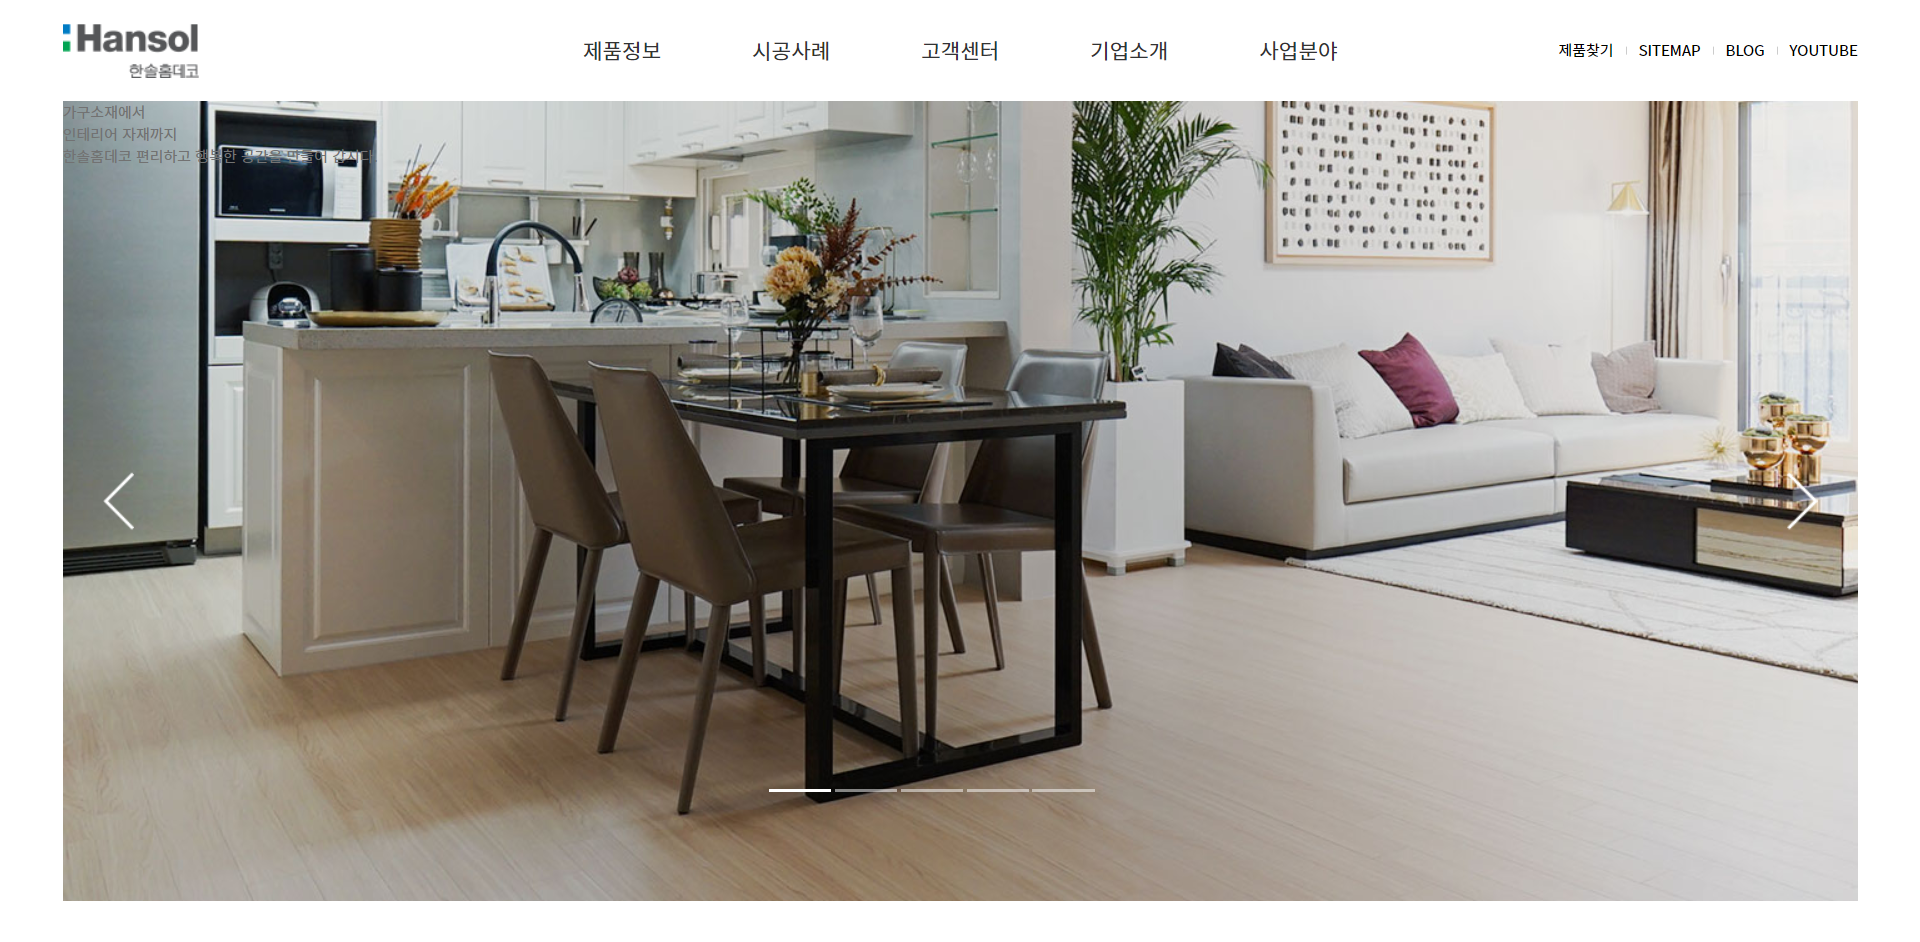 Hansol
한솔홈데코
제품정보
시공사례
고객센터
기업소개
사업분야
제품찾기
SITEMAP
BLOG
YOUTUBE
가구소재에서
인테리어 자재까지
한솔홈데코 편리하고 행복한 공간을 만들어 갑시다